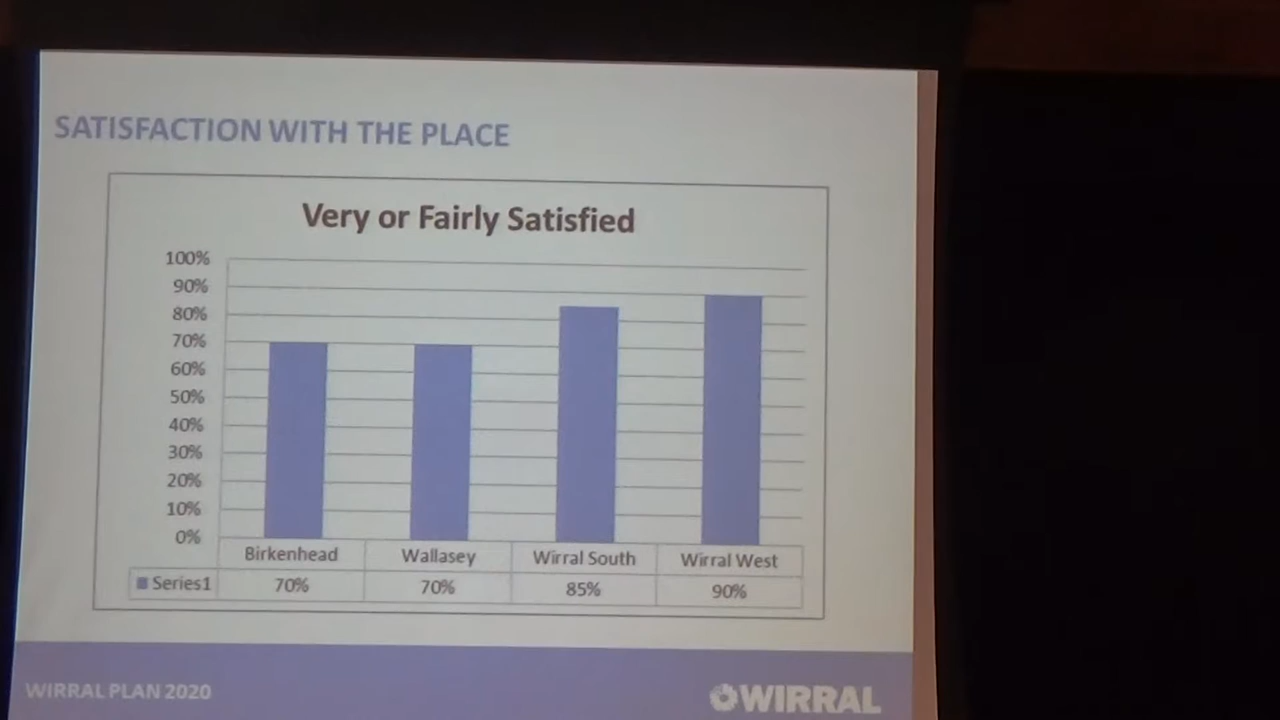 SATISFACTION WITH THE PLACE
Very or Fairly Satisfied
100%
90%
80%
70%
60%
50%
40%
30%
20%
10%
0%
Birkenhead Wallasey Wirral South Wirral West
Series1 70% 70% 85% 90%
WIRRAL PLAN 2020
WIRRAL